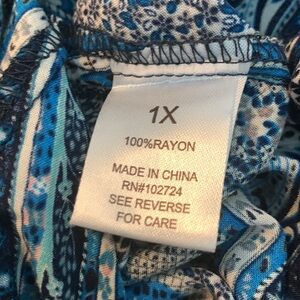 1X
100%RAYON
MADE IN CHINA
RN#102724
SEE REVERSE
FOR CARE